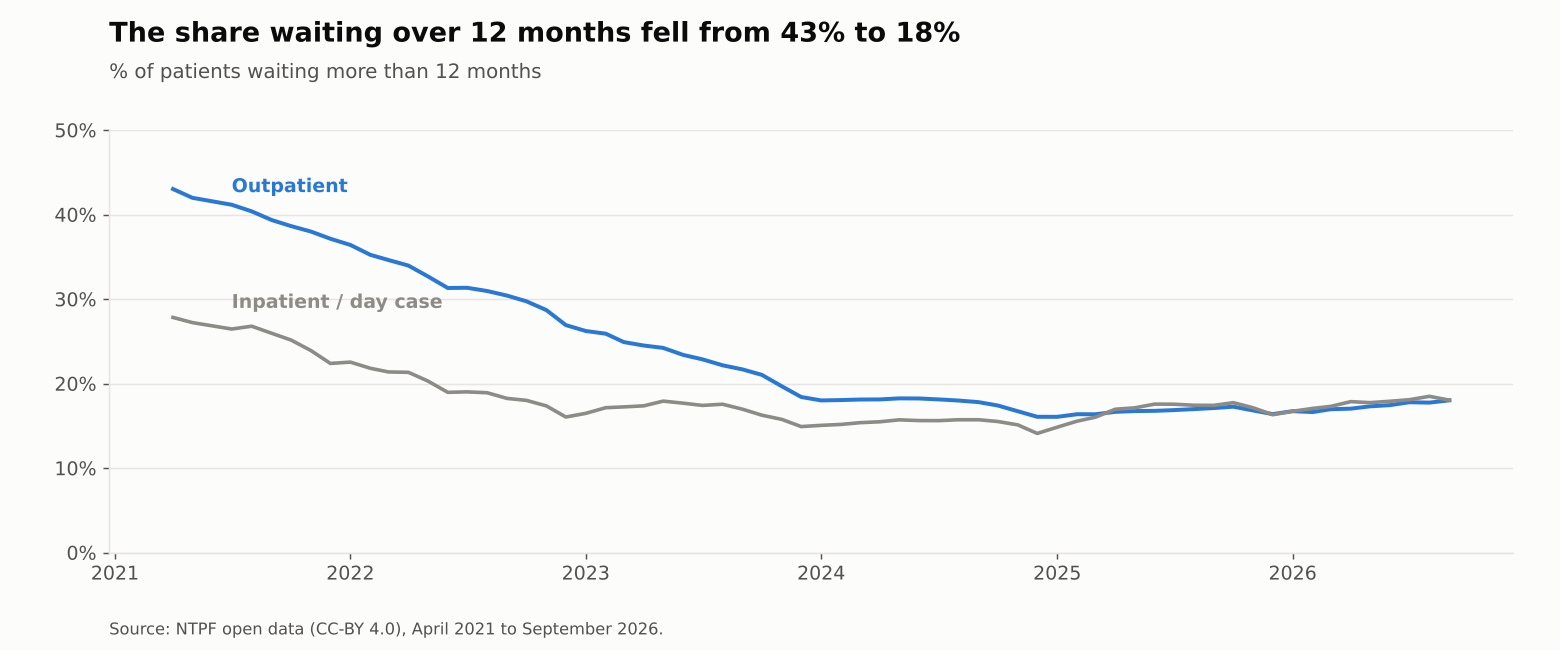 The share waiting over 12 months fell from 43% to 18%
% of patients waiting more than 12 months
50%
Outpatient
40%
Inpatient / day case
30%
20%
10%
0%
2021 2022 2023 2024 2025 2026
Source: NTPF open data (CC-BY 4.0), April 2021 to September 2026.